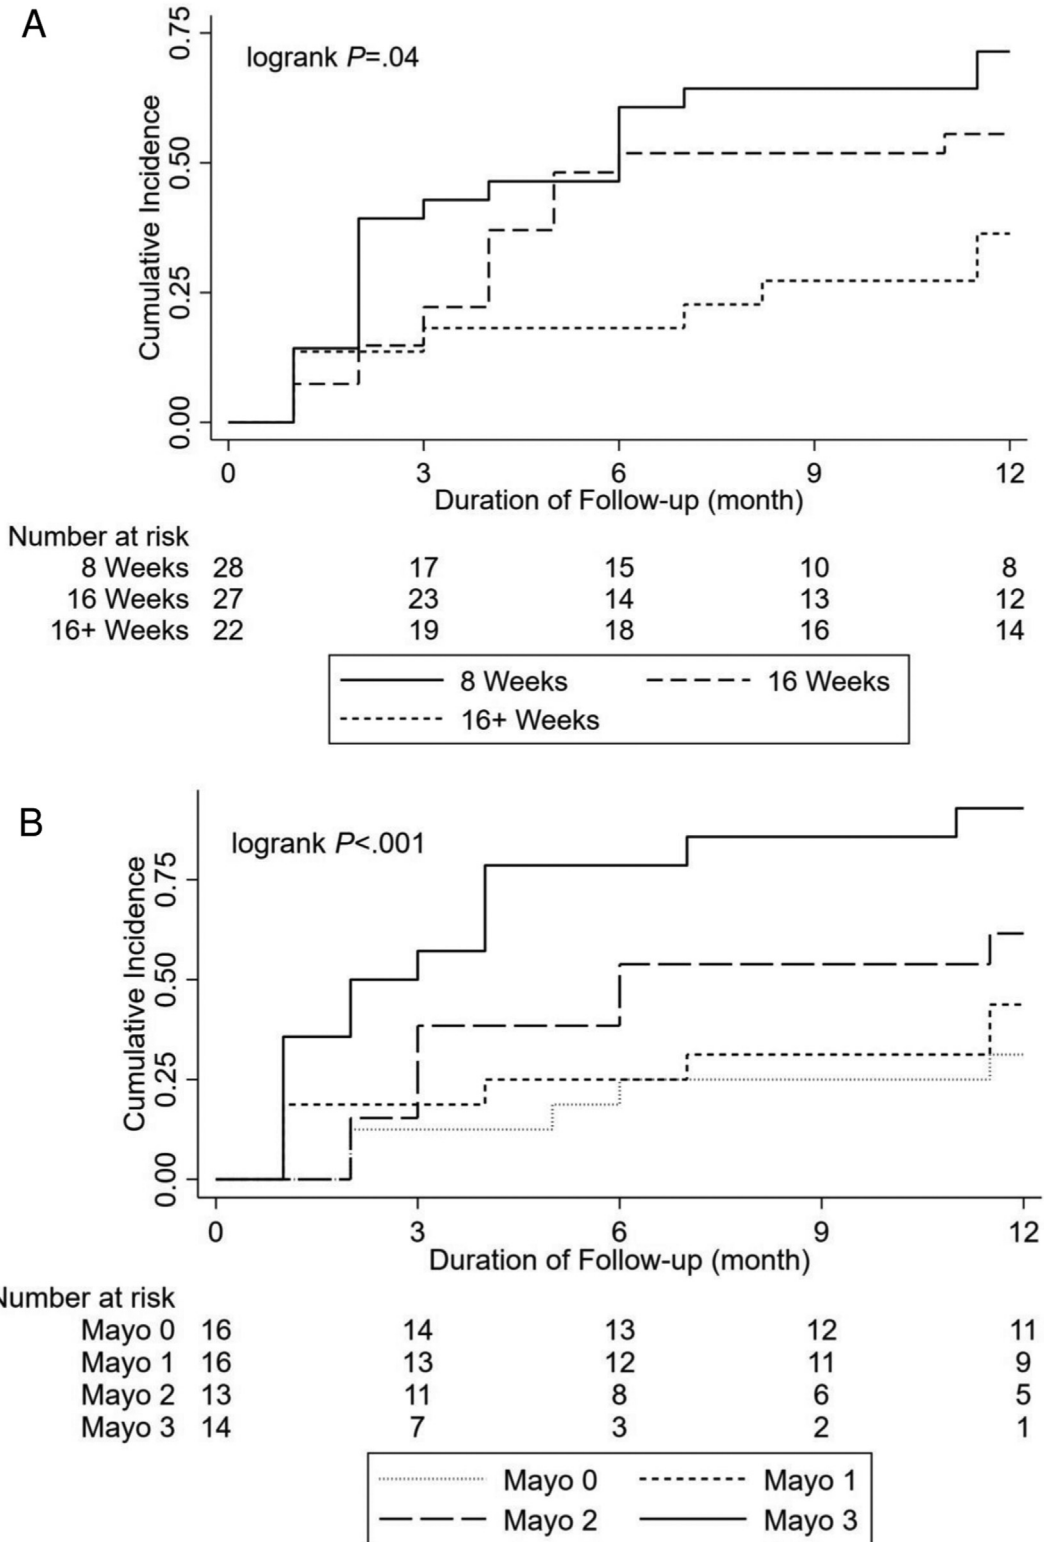 A
logrank P=.04
Cumulative Incidence
0.75
0.50
0.25
0.00
0 3 6 9 12
Duration of Follow-up (month)
Number at risk
8 Weeks 28 17 15 10 8
16 Weeks 27 23 14 13 12
16+ Weeks 22 19 18 16 14
8 Weeks 16 Weeks
16+ Weeks
B
logrank P<.001
Cumulative Incidence
0.75
0.50
0.25
0.00
0 3 6 9 12
Duration of Follow-up (month)
Number at risk
Mayo 0 16 14 13 12 11
Mayo 1 16 13 12 11 9
Mayo 2 13 11 8 6 5
Mayo 3 14 7 3 2 1
Mayo 0 Mayo 1
Mayo 2 Mayo 3